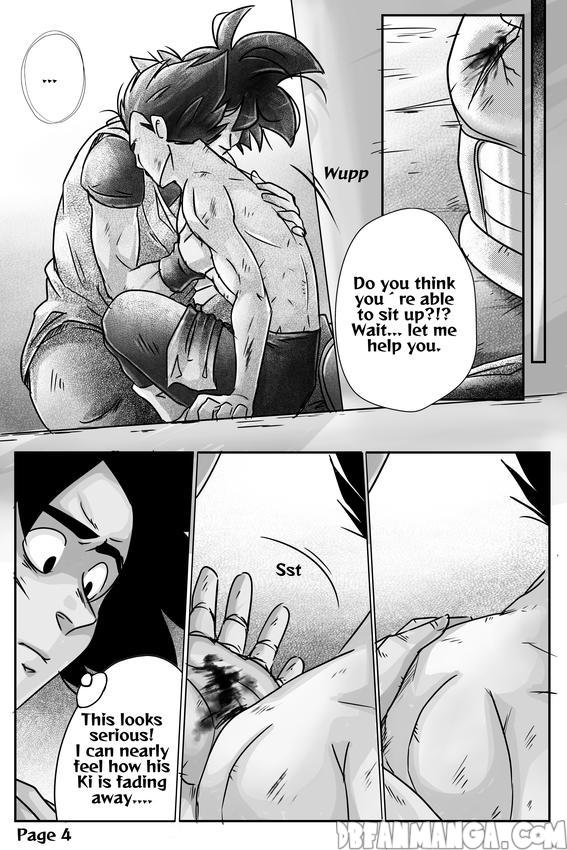 ...
Wupp
Do you think
you´re able
to sit up?!?
Wait... let me
help you.
This looks
serious!
I can nearly
feel how his
Ki is fading
away....
Sst
Page 4
DBFANMANGA.COM